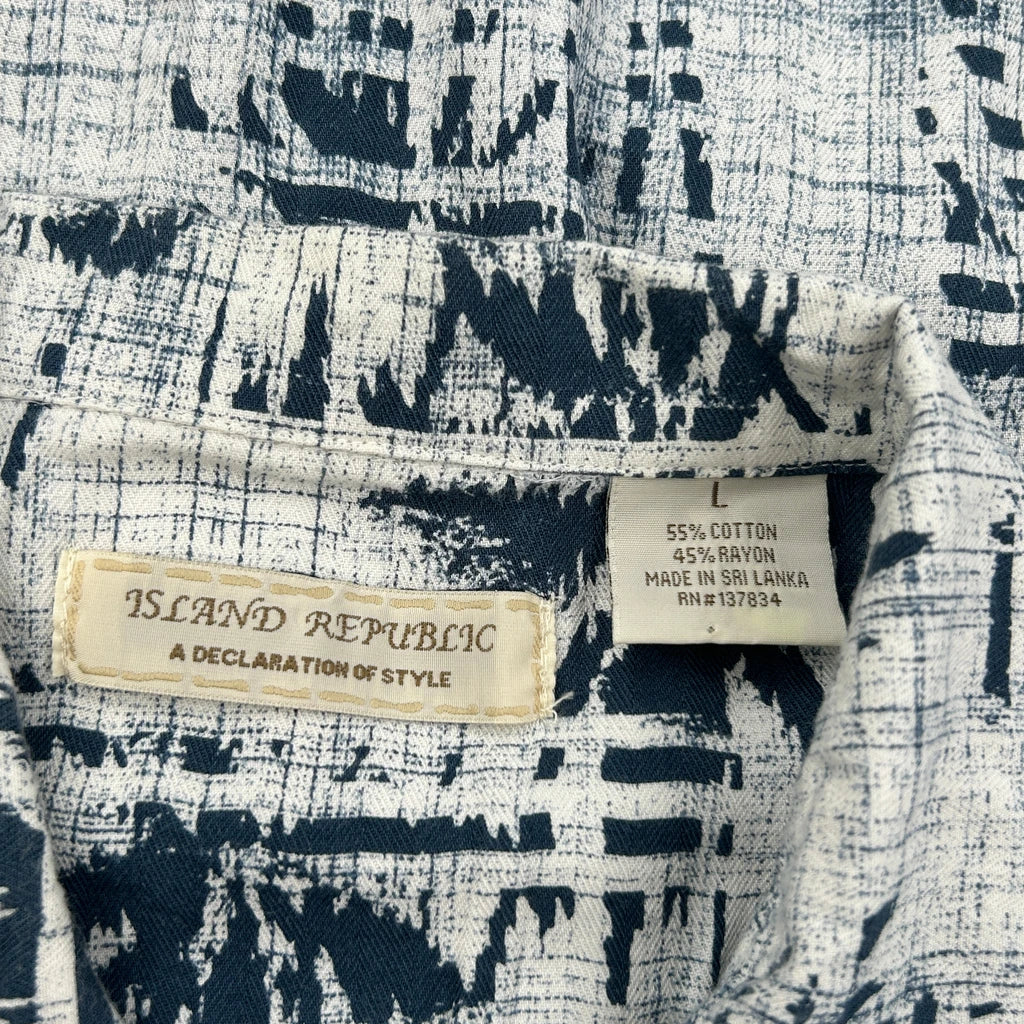 ISLAND REPUBLIC
A DECLARATION OF STYLE
L
55% COTTON
45% RAYON
MADE IN SRI LANKA
RN#137834